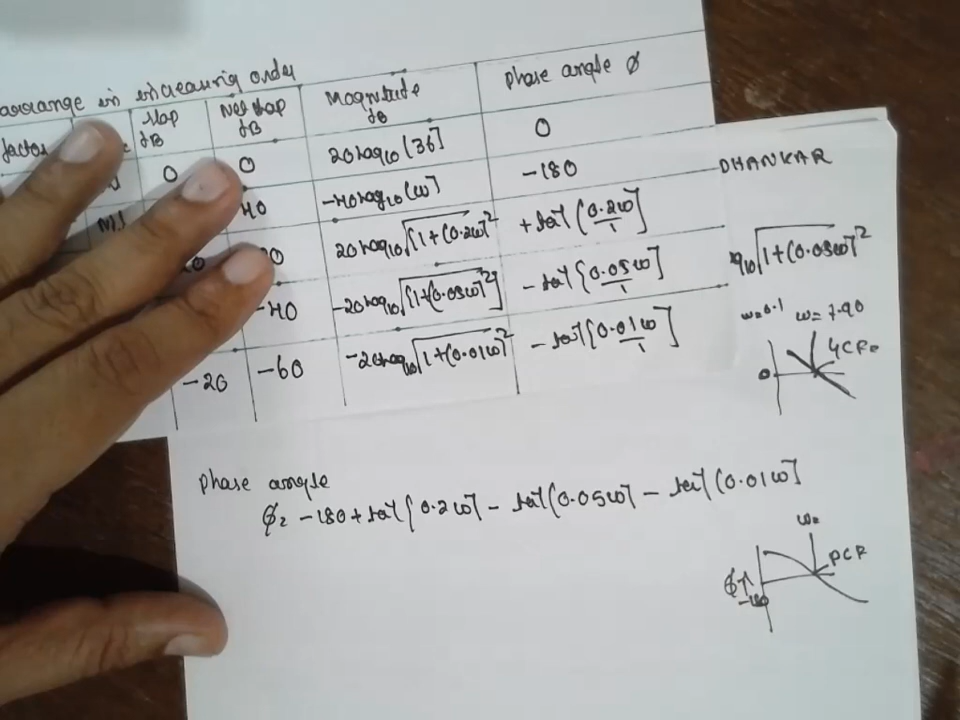 arrange in increasing order
factor
slop dB
Net slop dB
Magnitude dB
phase angle ϕ
0
0
20log10 [36]
0
-40
-40log10 [ω]
-180
20log10√[1+(0.2ω)]²
+tan⁻¹[0.2ω/1]
-40
-20log10√[1+(0.05ω)²]
-tan⁻¹[0.05ω/1]
-20
-60
-20log10√1+(0.01ω)²
-tan⁻¹[0.01ω/1]
DHANKAR
g10√1+(0.05ω)²
ω=0.1 ω=7.90
0
GCFo
phase angle
ϕ= -180+tan⁻¹[0.2ω]-tan⁻¹(0.05ω]-tan⁻¹(0.01ω]
ω=
PCF
ϕ↑
-180